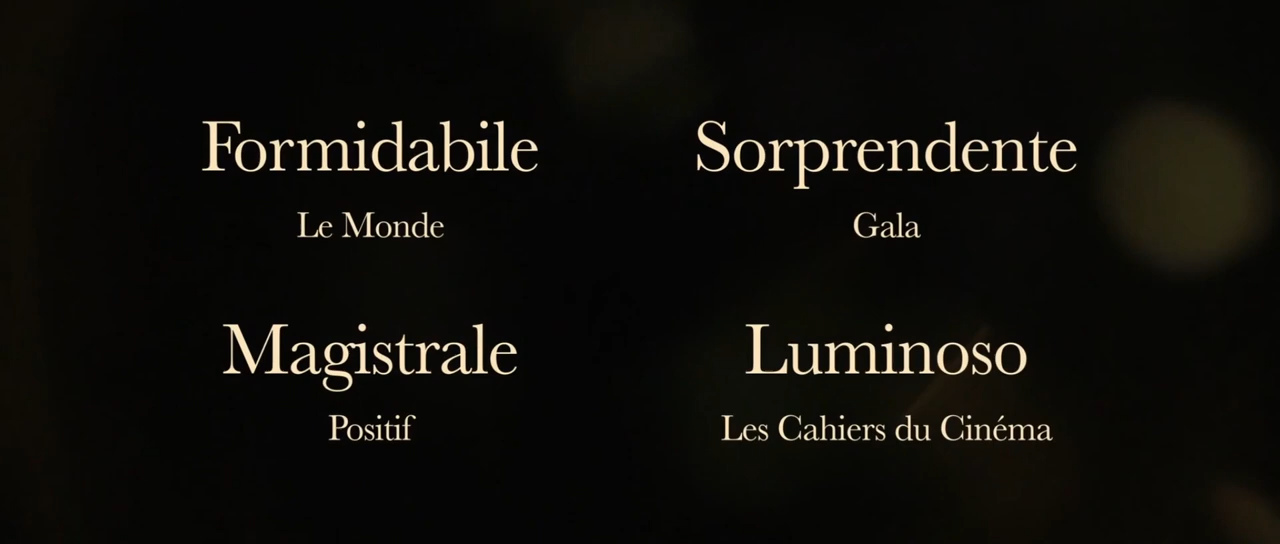 Formidabile
Le Monde
Sorprendente
Gala
Magistrale
Positif
Luminoso
Les Cahiers du Cinéma